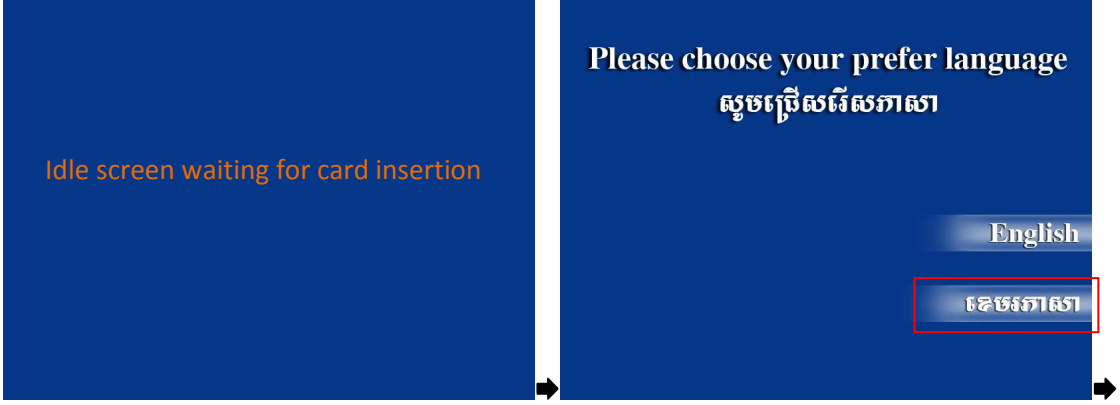 Idle screen waiting for card insertion
Please choose your prefer language
សូមជ្រើសរើសភាសា
English
ខេមរភាសា